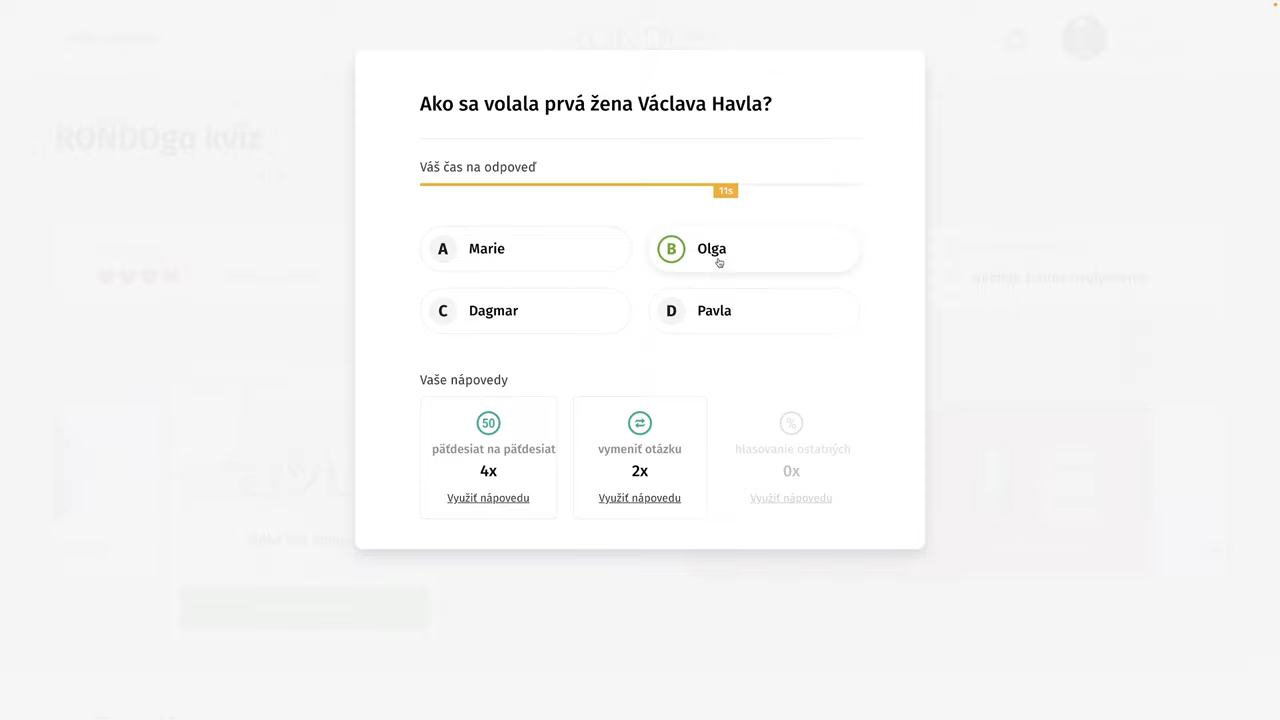 RONDOga kvíz
Ako sa volala prvá žena Václava Havla?
Váš čas na odpoveď
11s
A Marie
B Olga
C Dagmar
D Pavla
Vaše nápovedy
50
päťdesiat na päťdesiat
4x
Využiť nápovedu
vymeniť otázku
2x
Využiť nápovedu
%
hlasovanie ostatných
0x
Využiť nápovedu